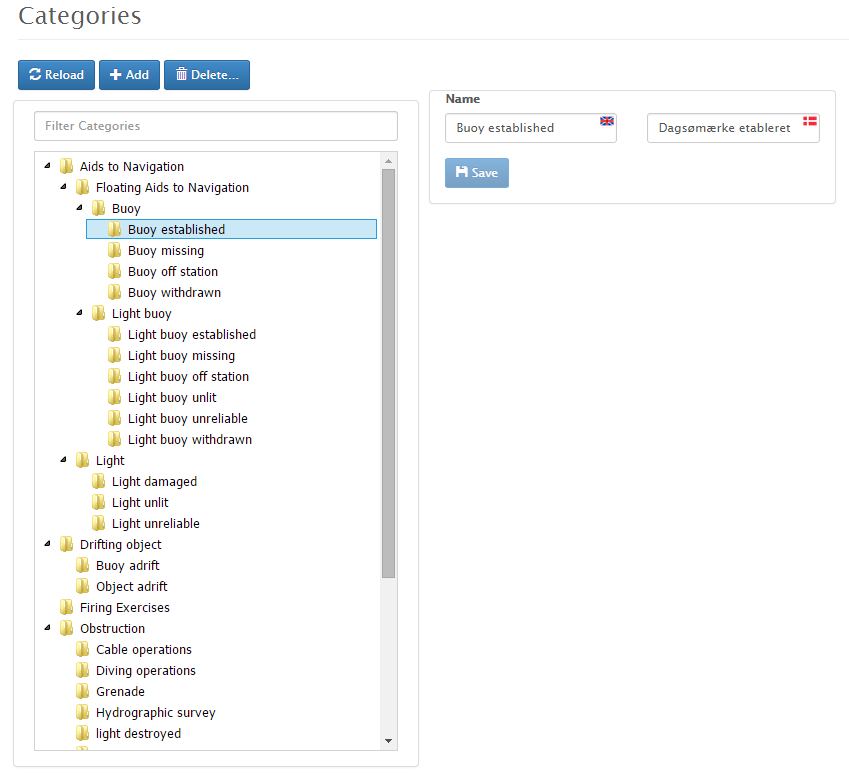 Categories
Reload Add Delete...
Filter Categories
Aids to Navigation
Floating Aids to Navigation
Buoy
Buoy established
Buoy missing
Buoy off station
Buoy withdrawn
Light buoy
Light buoy established
Light buoy missing
Light buoy off station
Light buoy unlit
Light buoy unreliable
Light buoy withdrawn
Light
Light damaged
Light unlit
Light unreliable
Drifting object
Buoy adrift
Object adrift
Firing Exercises
Obstruction
Cable operations
Diving operations
Grenade
Hydrographic survey
light destroyed
Name
Buoy established Dagsømærke etableret
Save